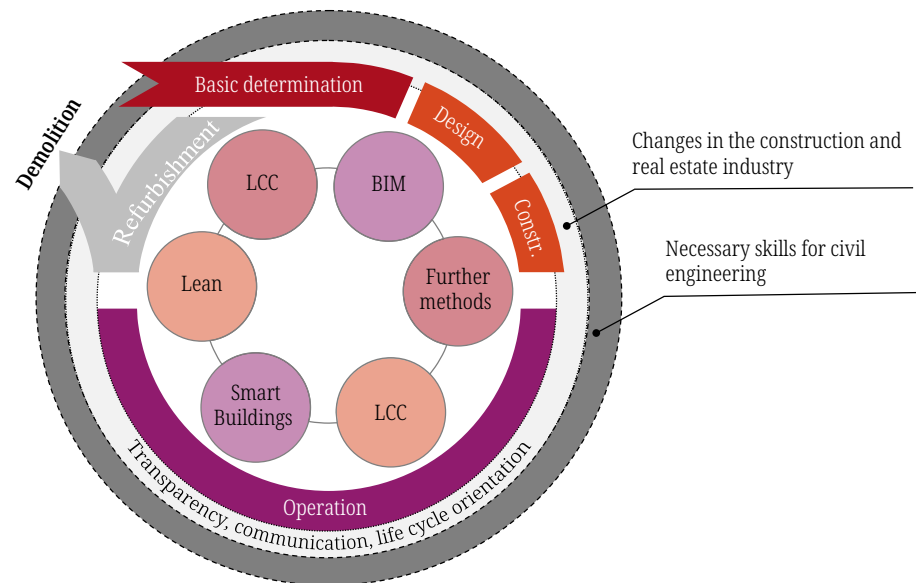 Basic determination
Design
Constr.
Demolition
Refurbishment
LCC
BIM
Lean
Further
methods
Smart
Buildings
LCC
Operation
Transparency, communication, life cycle orientation
Changes in the construction and
real estate industry
Necessary skills for civil
engineering